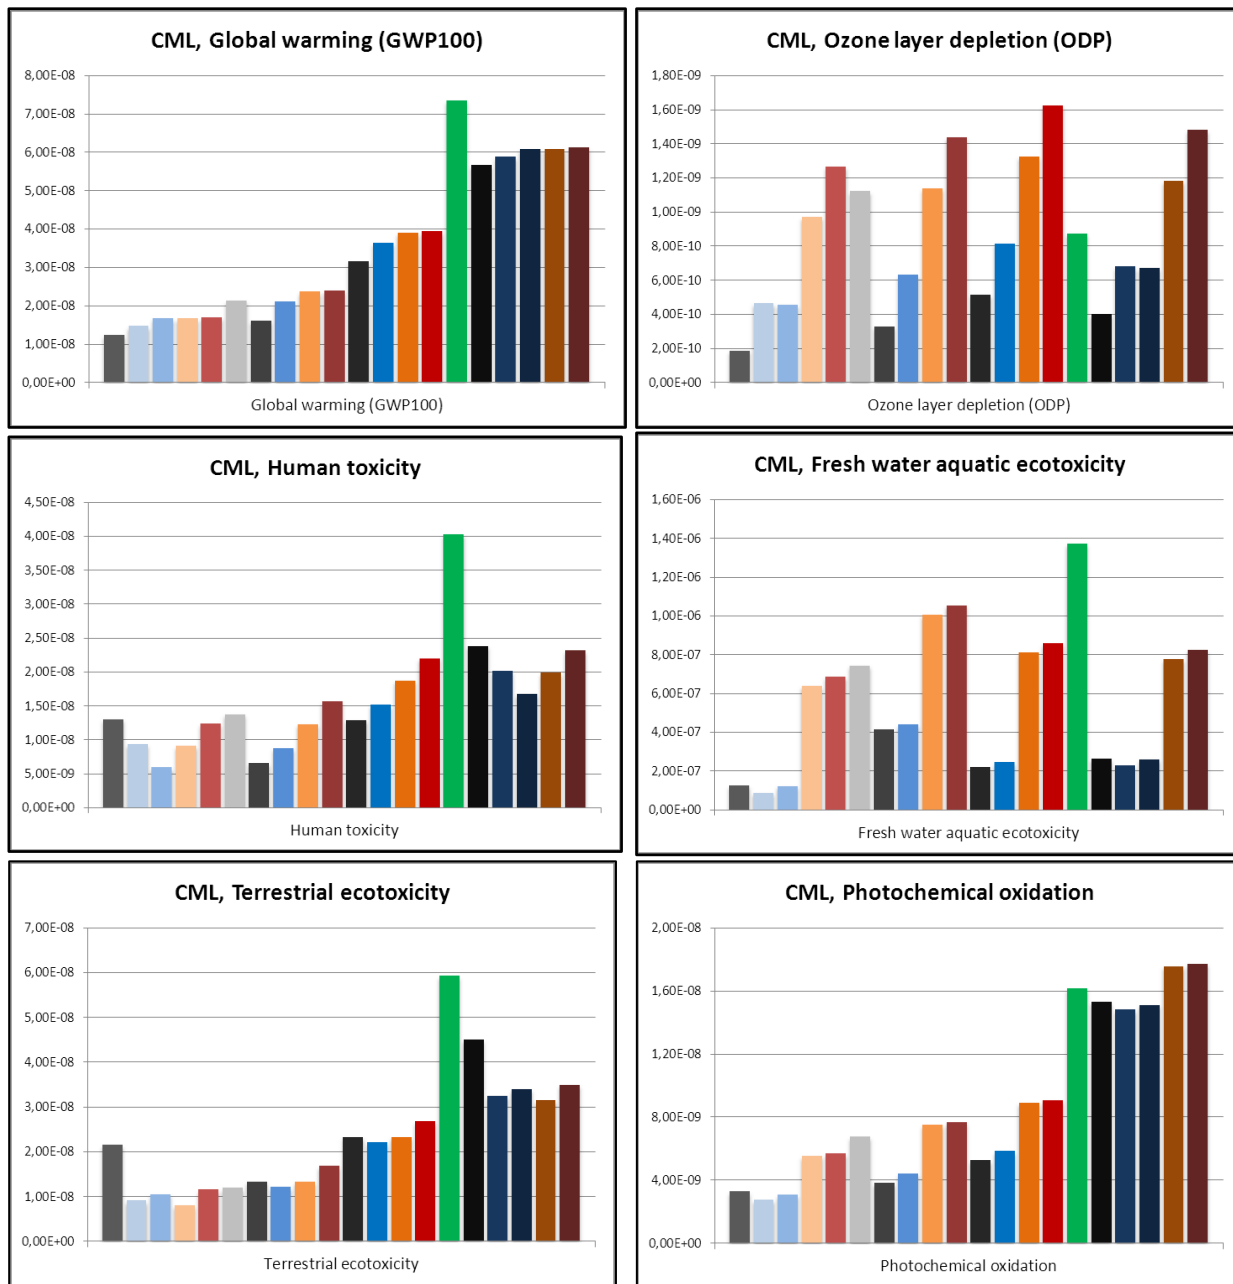 CML, Global warming (GWP100)
8,00E-08
7,00E-08
6,00E-08
5,00E-08
4,00E-08
3,00E-08
2,00E-08
1,00E-08
0,00E+00
Global warming (GWP100)
CML, Ozone layer depletion (ODP)
1,80E-09
1,60E-09
1,40E-09
1,20E-09
1,00E-09
8,00E-10
6,00E-10
4,00E-10
2,00E-10
0,00E+00
Ozone layer depletion (ODP)
CML, Human toxicity
4,50E-08
4,00E-08
3,50E-08
3,00E-08
2,50E-08
2,00E-08
1,50E-08
1,00E-08
5,00E-09
0,00E+00
Human toxicity
CML, Fresh water aquatic ecotoxicity
1,60E-06
1,40E-06
1,20E-06
1,00E-06
8,00E-07
6,00E-07
4,00E-07
2,00E-07
0,00E+00
Fresh water aquatic ecotoxicity
CML, Terrestrial ecotoxicity
7,00E-08
6,00E-08
5,00E-08
4,00E-08
3,00E-08
2,00E-08
1,00E-08
0,00E+00
Terrestrial ecotoxicity
CML, Photochemical oxidation
2,00E-08
1,60E-08
1,20E-08
8,00E-09
4,00E-09
0,00E+00
Photochemical oxidation